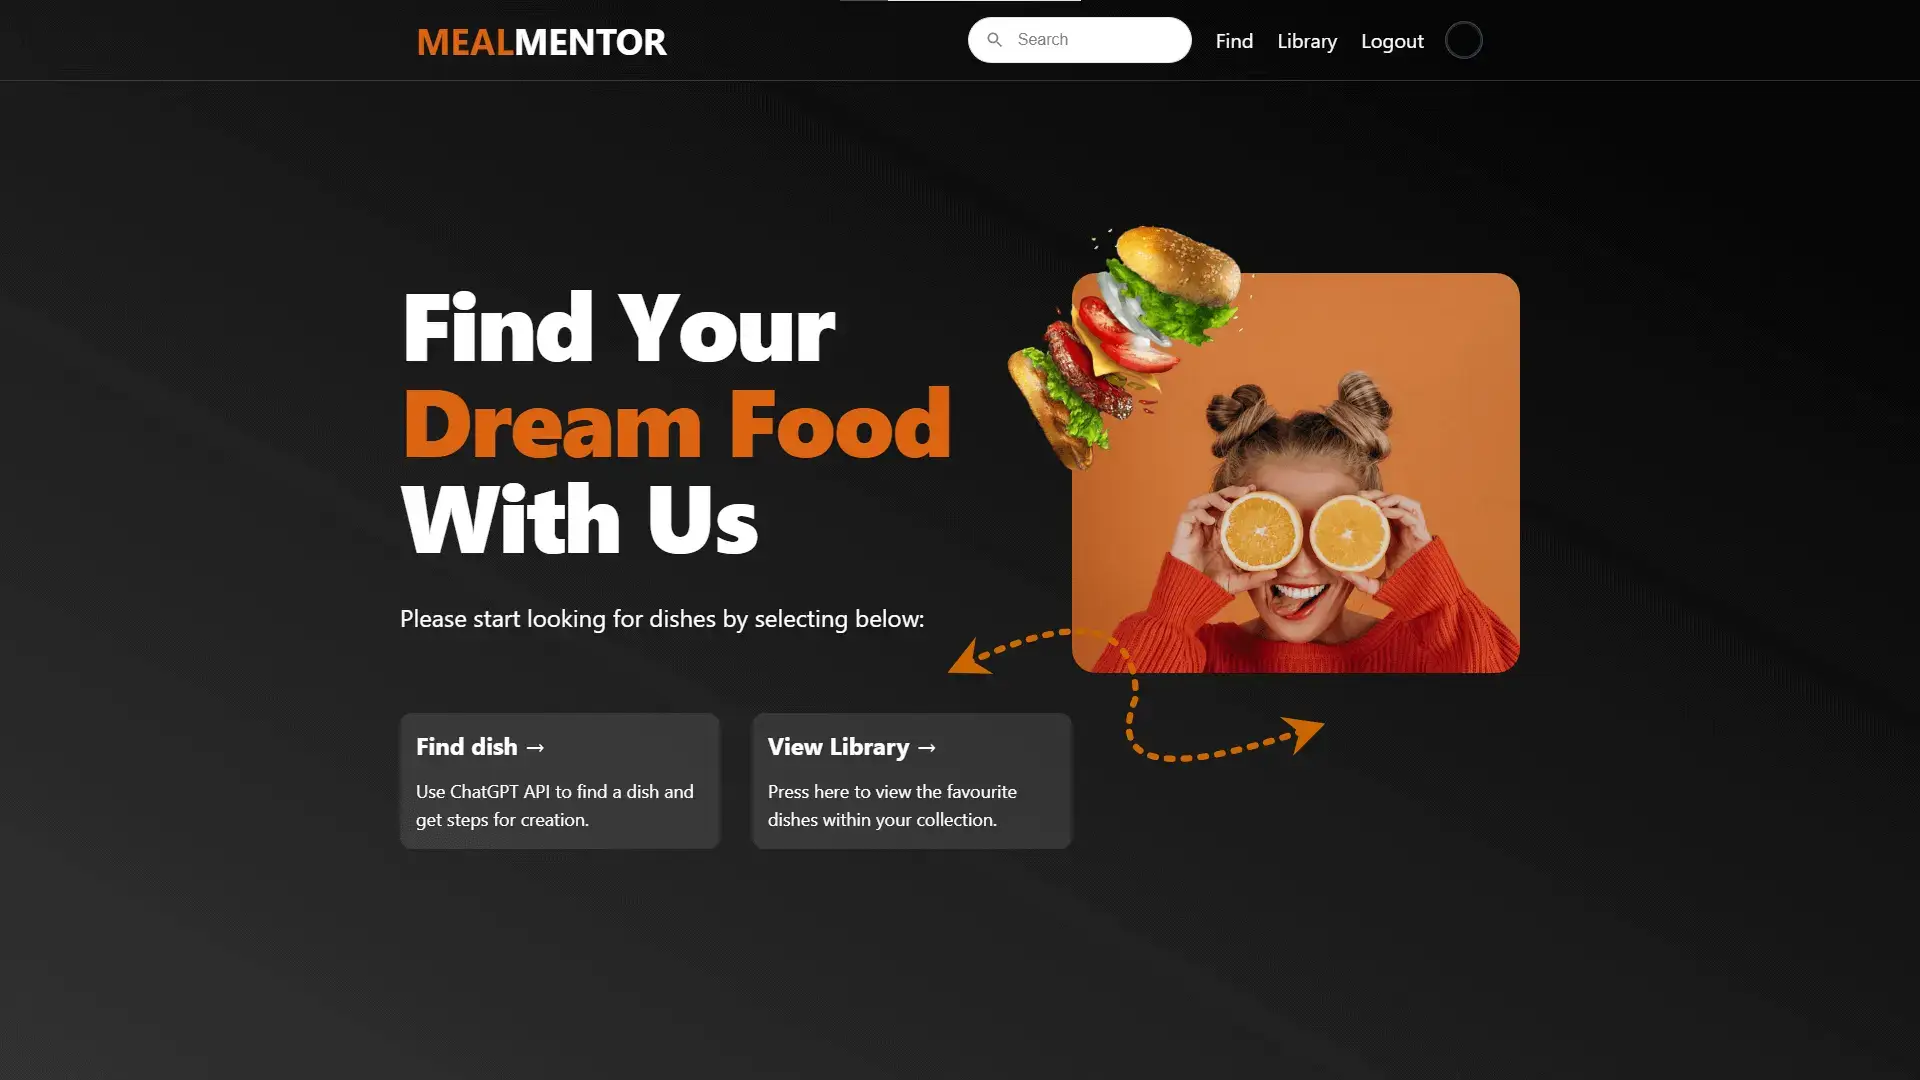 MEALMENTOR
Search
Find
Library
Logout
Find Your
Dream Food
With Us
Please start looking for dishes by selecting below:
Find dish →
Use ChatGPT API to find a dish and
get steps for creation.
View Library →
Press here to view the favourite
dishes within your collection.